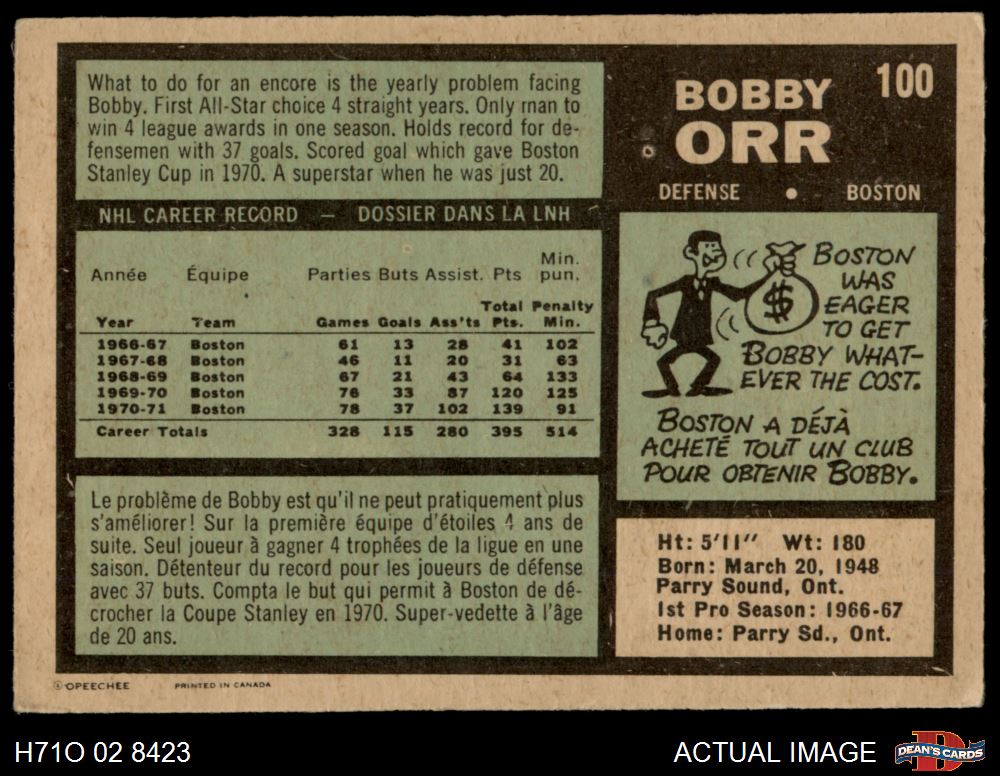 What to do for an encore is the yearly problem facing
Bobby. First All-Star choice 4 straight years. Only man to
win 4 league awards in one season. Holds record for de-
fensemen with 37 goals. Scored goal which gave Boston
Stanley Cup in 1970. A superstar when he was just 20.
NHL CAREER RECORD — DOSSIER DANS LA LNH
Année Équipe Parties Buts Assist. Pts Min. pun.
Year Team Games Goals Ass'ts Total Pts. Penalty Min.
1966-67 Boston 61 13 28 41 102
1967-68 Boston 46 11 20 31 63
1968-69 Boston 67 21 43 64 133
1969-70 Boston 76 33 87 120 125
1970-71 Boston 78 37 102 139 91
Career Totals 328 115 280 395 514
Le problème de Bobby est qu'il ne peut pratiquement plus
s'améliorer! Sur la première équipe d'étoiles 4 ans de
suite. Seul joueur à gagner 4 trophées de la ligue en une
saison. Détenteur du record pour les joueurs de défense
avec 37 buts. Compta le but qui permit à Boston de dé-
crocher la Coupe Stanley en 1970. Super-vedette à l'âge
de 20 ans.
100
BOBBY
ORR
DEFENSE • BOSTON
$
BOSTON
WAS
EAGER
TO GET
BOBBY WHAT-
EVER THE COST.
BOSTON A DÉJÀ
ACHETÉ TOUT UN CLUB
POUR OBTENIR BOBBY.
Ht: 5'11" Wt: 180
Born: March 20, 1948
Parry Sound, Ont.
1st Pro Season: 1966-67
Home: Parry Sd., Ont.
© OPEECHEE PRINTED IN CANADA
H71O 02 8423
ACTUAL IMAGE
D
DEAN'S CARDS